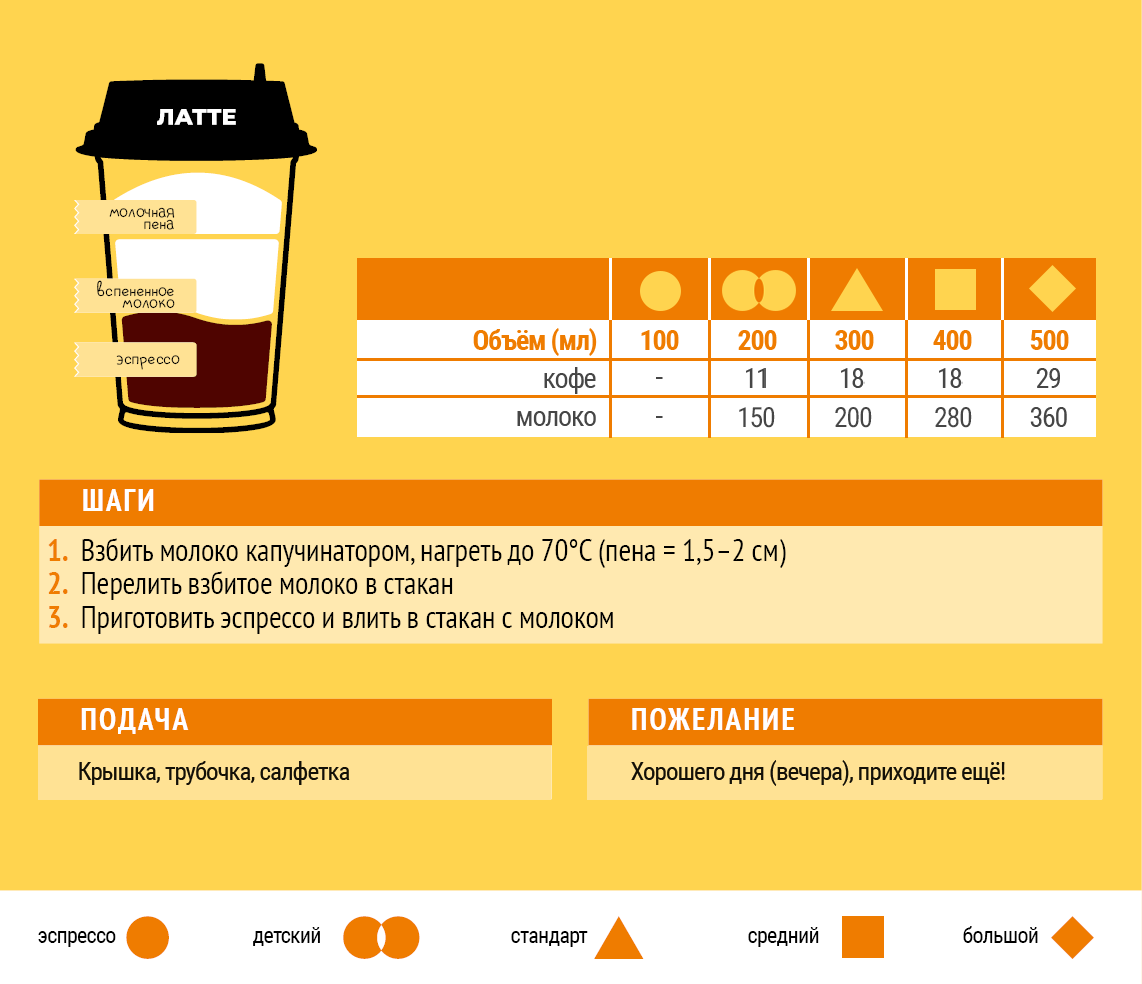 ЛАТТЕ
молочная
пена
вспененное
молоко
эспрессо
Объём (мл) 100 200 300 400 500
кофе - 11 18 18 29
молоко - 150 200 280 360
ШАГИ
1. Взбить молоко капучинатором, нагреть до 70°C (пена = 1,5–2 см)
2. Перелить взбитое молоко в стакан
3. Приготовить эспрессо и влить в стакан с молоком
ПОДАЧА
Крышка, трубочка, салфетка
ПОЖЕЛАНИЕ
Хорошего дня (вечера), приходите ещё!
эспрессо детский стандарт средний большой